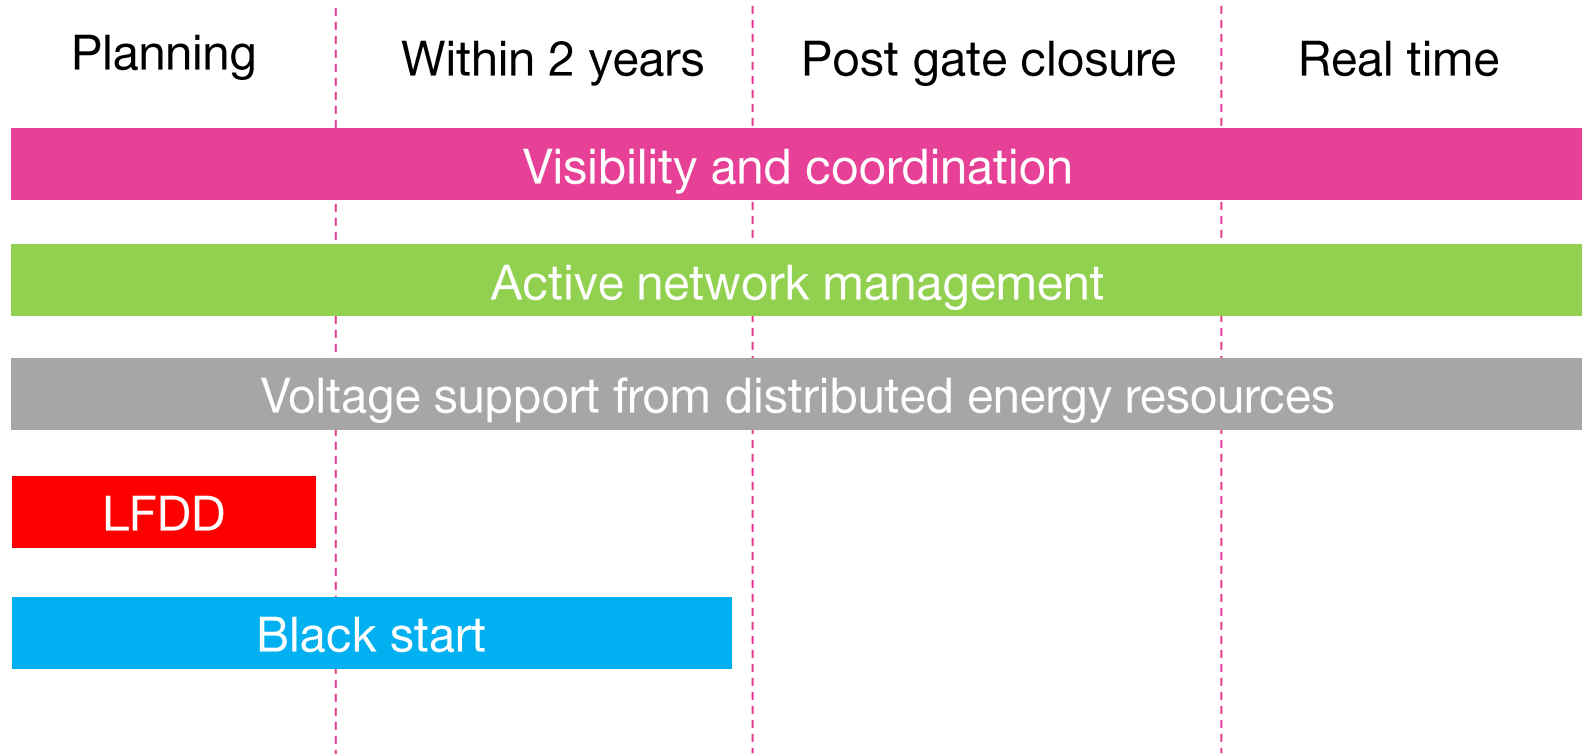 Planning
Within 2 years
Post gate closure
Real time
Visibility and coordination
Active network management
Voltage support from distributed energy resources
LFDD
Black start